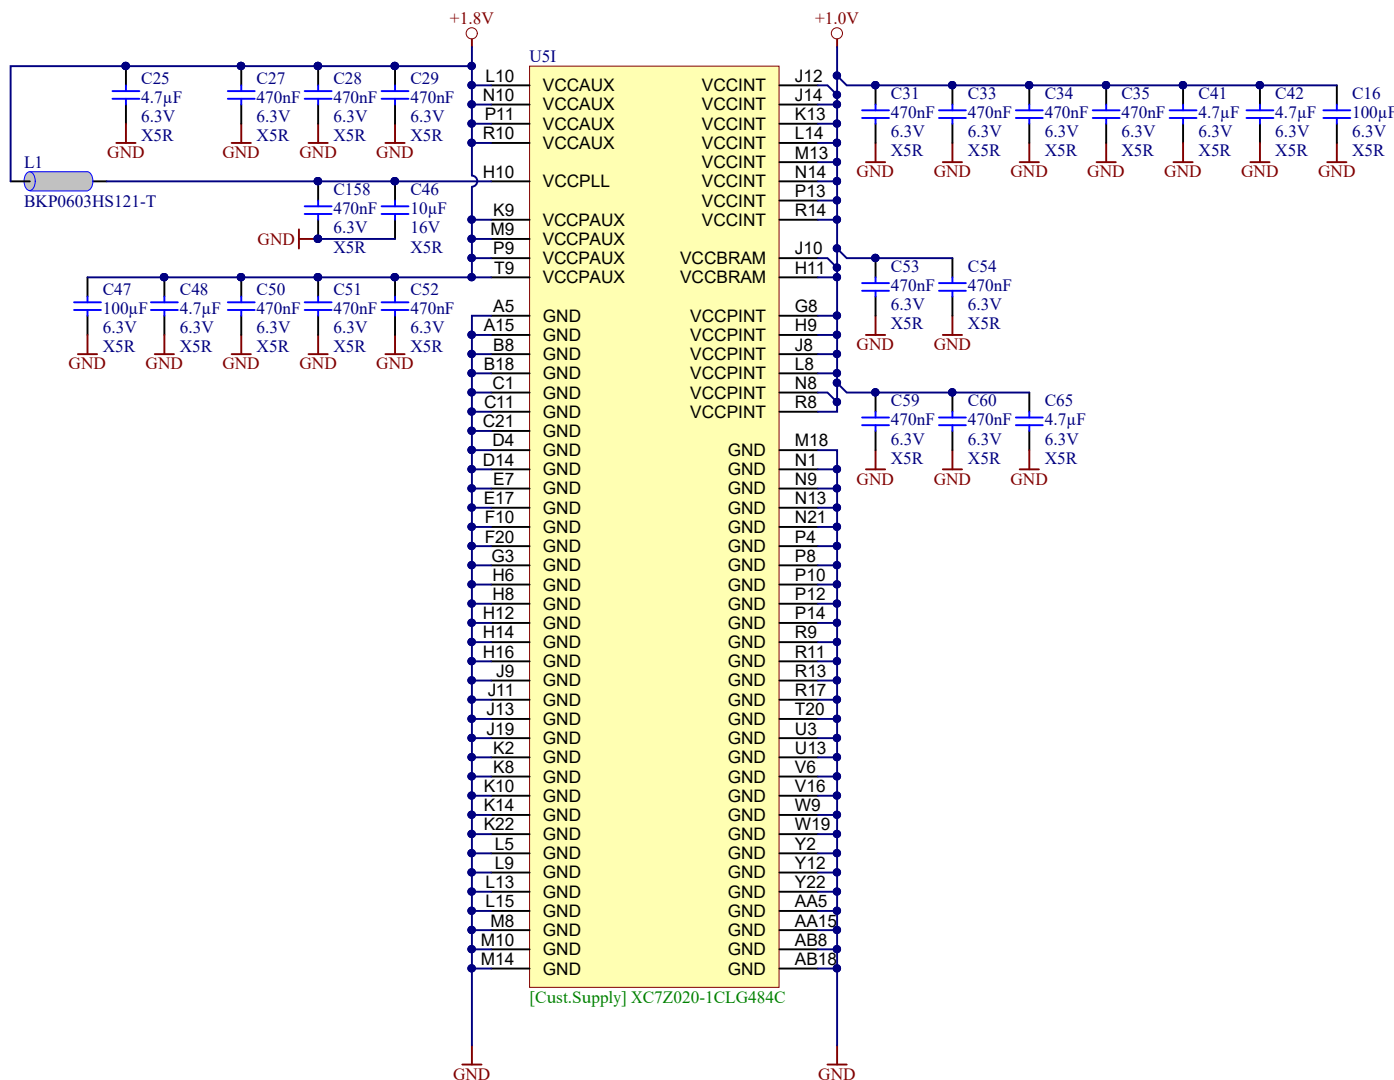 +1.8V
+1.0V
U5I
C25
4.7µF
6.3V
X5R
GND
C27
470nF
6.3V
X5R
GND
C28
470nF
6.3V
X5R
GND
C29
470nF
6.3V
X5R
GND
L1
BKP0603HS121-T
C158
470nF
6.3V
X5R
C46
10µF
16V
X5R
GND
C47
100µF
6.3V
X5R
GND
C48
4.7µF
6.3V
X5R
GND
C50
470nF
6.3V
X5R
GND
C51
470nF
6.3V
X5R
GND
C52
470nF
6.3V
X5R
GND
L10 VCCAUX
N10 VCCAUX
P11 VCCAUX
R10 VCCAUX
H10 VCCPLL
K9 VCCPAUX
M9 VCCPAUX
P9 VCCPAUX
T9 VCCPAUX
A5 GND
A15 GND
B8 GND
B18 GND
C1 GND
C11 GND
C21 GND
D4 GND
D14 GND
E7 GND
E17 GND
F10 GND
F20 GND
G3 GND
H6 GND
H8 GND
H12 GND
H14 GND
H16 GND
J9 GND
J11 GND
J13 GND
J19 GND
K2 GND
K8 GND
K10 GND
K14 GND
K22 GND
L5 GND
L9 GND
L13 GND
L15 GND
M8 GND
M10 GND
M14 GND
VCCINT J12
VCCINT J14
VCCINT K13
VCCINT L14
VCCINT M13
VCCINT N14
VCCINT P13
VCCINT R14
VCCBRAM J10
VCCBRAM H11
VCCPINT G8
VCCPINT H9
VCCPINT J8
VCCPINT L8
VCCPINT N8
VCCPINT R8
GND M18
GND N1
GND N9
GND N13
GND N21
GND P4
GND P8
GND P10
GND P12
GND P14
GND R9
GND R11
GND R13
GND R17
GND T20
GND U3
GND U13
GND V6
GND V16
GND W9
GND W19
GND Y2
GND Y12
GND Y22
GND AA5
GND AA15
GND AB8
GND AB18
C31
470nF
6.3V
X5R
GND
C33
470nF
6.3V
X5R
GND
C34
470nF
6.3V
X5R
GND
C35
470nF
6.3V
X5R
GND
C41
4.7µF
6.3V
X5R
GND
C42
4.7µF
6.3V
X5R
GND
C16
100µF
6.3V
X5R
GND
C53
470nF
6.3V
X5R
GND
C54
470nF
6.3V
X5R
GND
C59
470nF
6.3V
X5R
GND
C60
470nF
6.3V
X5R
GND
C65
4.7µF
6.3V
X5R
GND
[Cust.Supply] XC7Z020-1CLG484C
GND
GND